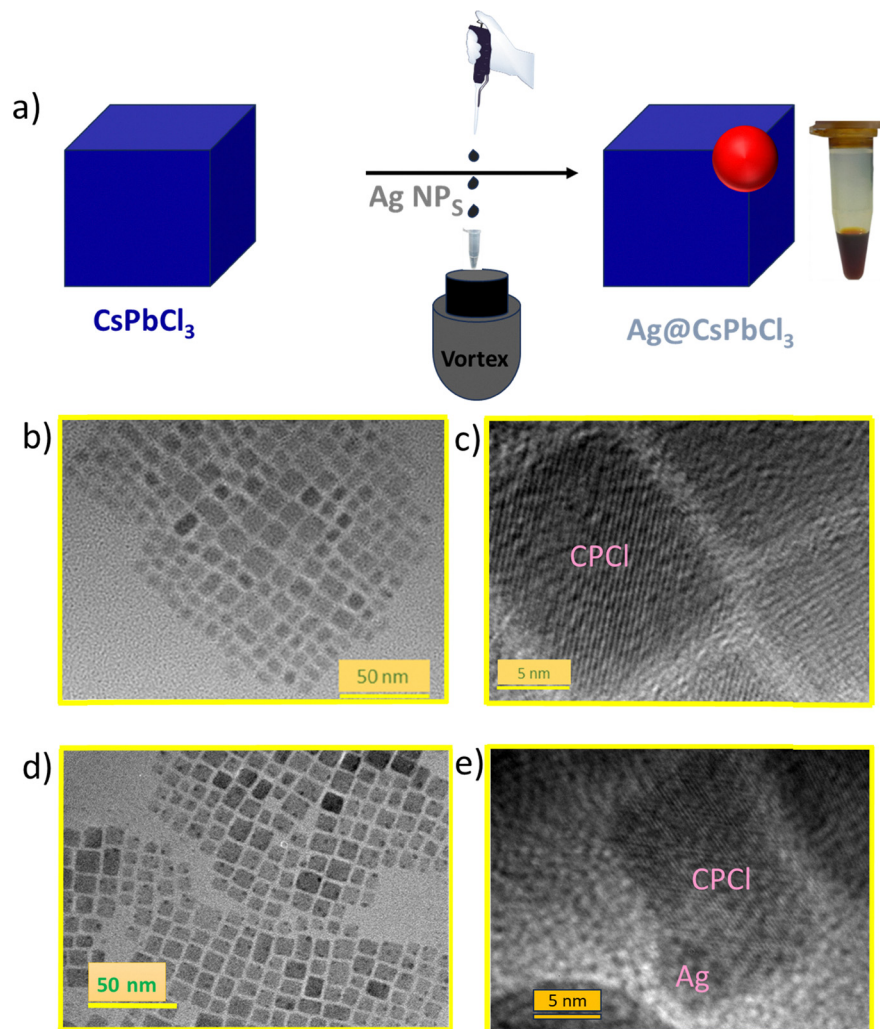 a)
Ag NPS
Vortex
CsPbCl3
Ag@CsPbCl3
b)
50 nm
c)
CPCl
5 nm
d)
50 nm
e)
CPCl
Ag
5 nm